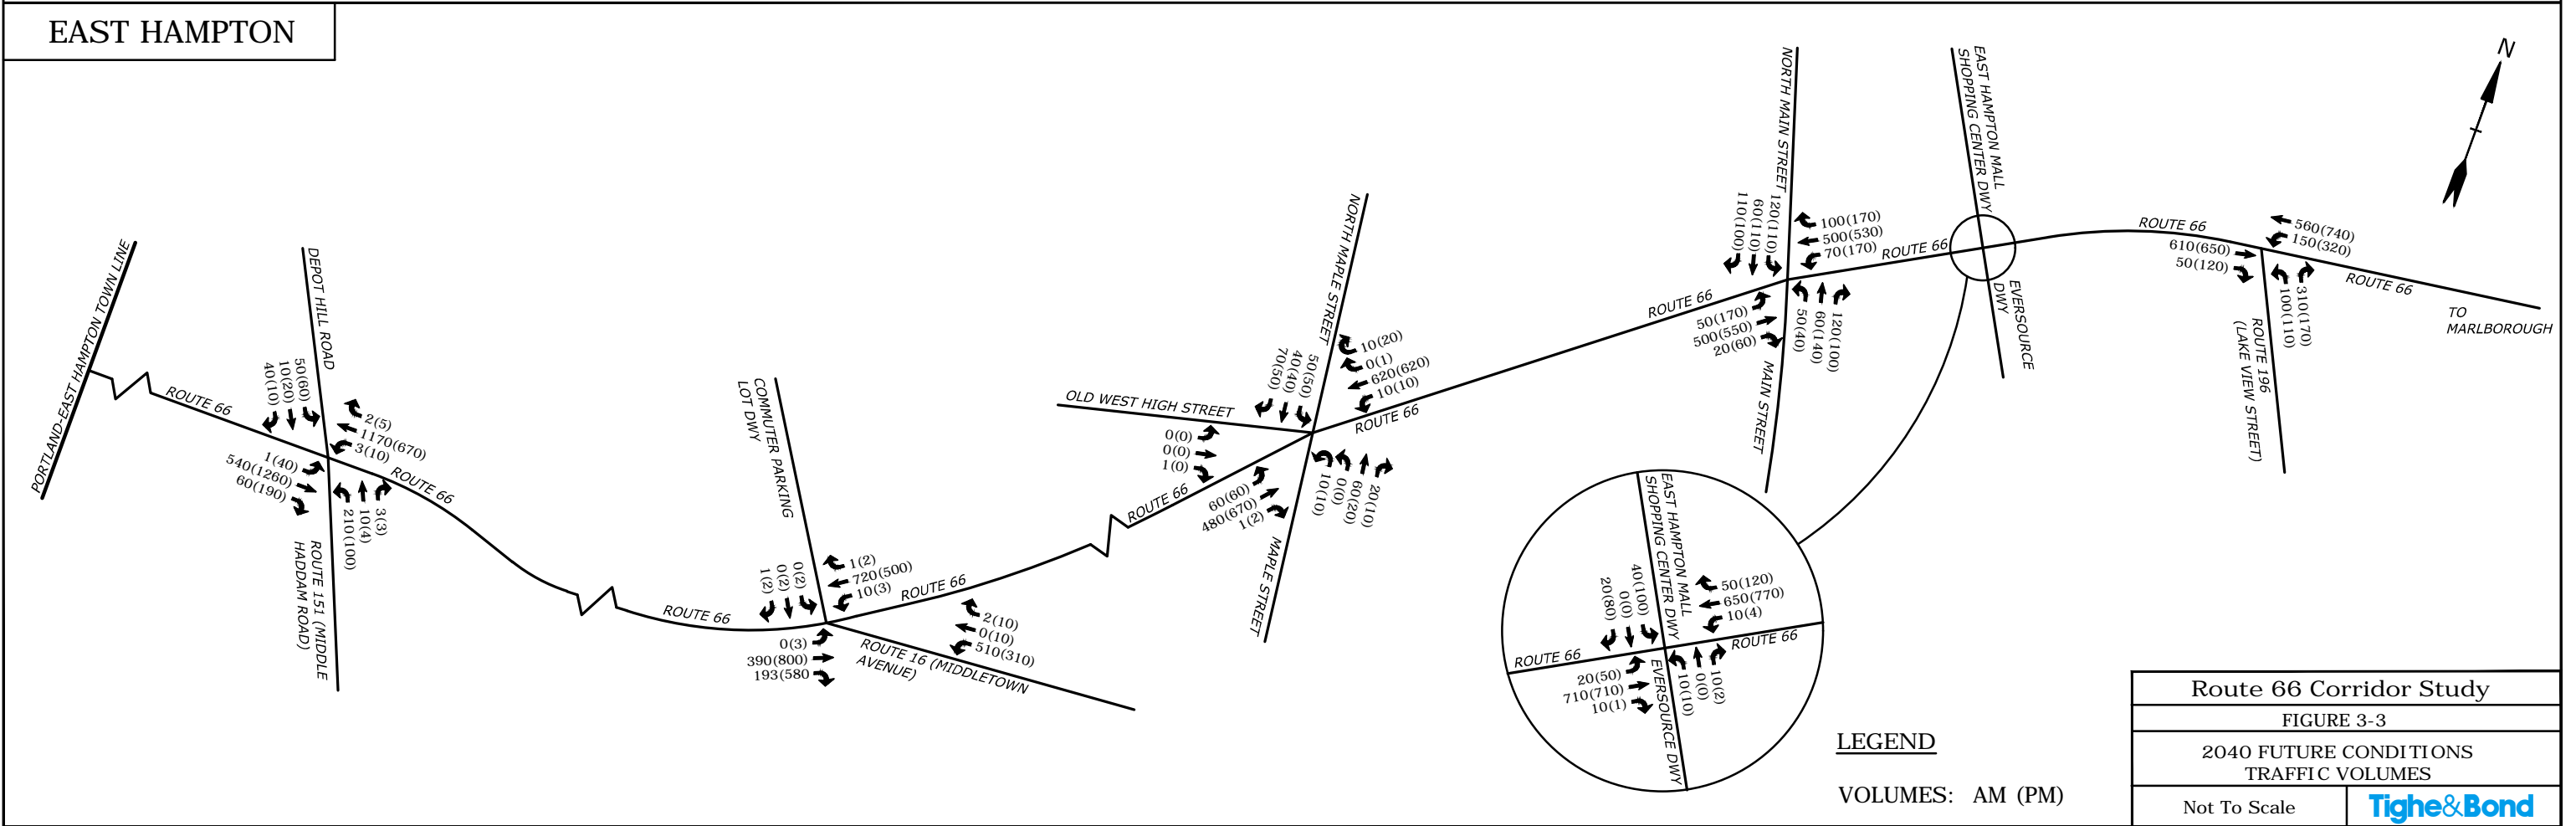 EAST HAMPTON
N
PORTLAND-EAST HAMPTON TOWN LINE
ROUTE 66
DEPOT HILL ROAD
40(10)
10(20)
50(60)
2(5)
1170(670)
3(10)
1(40)
540(1260)
60(190)
210(100)
10(4)
3(3)
ROUTE 66
ROUTE 151 (MIDDLE
HADDAM ROAD)
ROUTE 66
COMMUTER PARKING
LOT DWY
1(2)
0(2)
0(2)
1(2)
720(500)
10(3)
0(3)
390(800)
193(580
ROUTE 66
2(10)
0(10)
510(310)
ROUTE 16 (MIDDLETOWN
AVENUE)
OLD WEST HIGH STREET
0(0)
0(0)
1(0)
ROUTE 66
NORTH MAPLE STREET
70(50)
40(40)
50(50)
10(20)
0(1)
620(620)
10(10)
ROUTE 66
60(60)
480(670)
1(2)
10(10)
0(0)
60(20)
20(10)
MAPLE STREET
ROUTE 66
NORTH MAIN STREET
110(100)
60(110)
120(110)
100(170)
500(530)
70(170)
ROUTE 66
50(170)
500(550)
20(60)
50(40)
60(140)
120(100)
MAIN STREET
EAST HAMPTON MALL
SHOPPING CENTER DWY
EVERSOURCE
DWY
ROUTE 66
560(740)
150(320)
610(650)
50(120)
100(110)
310(170)
ROUTE 66
ROUTE 196
(LAKE VIEW STREET)
TO
MARLBOROUGH
EAST HAMPTON MALL
SHOPPING CENTER DWY
20(80)
0(0)
40(100)
50(120)
650(770)
10(4)
ROUTE 66
ROUTE 66
20(50)
710(710)
10(1)
10(10)
0(0)
10(2)
EVERSOURCE DWY
LEGEND
VOLUMES: AM (PM)
Route 66 Corridor Study
FIGURE 3-3
2040 FUTURE CONDITIONS
TRAFFIC VOLUMES
Not To Scale
Tighe&Bond